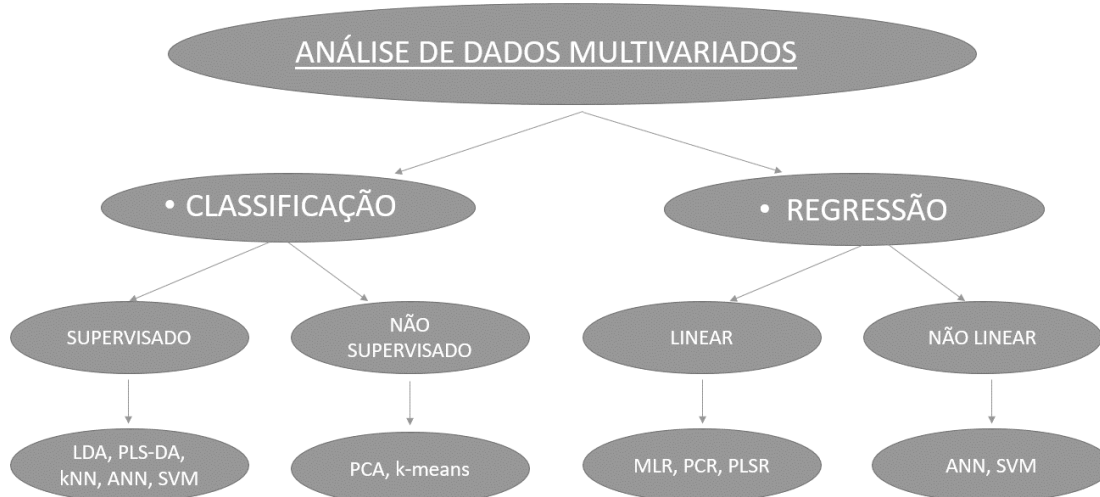 ANÁLISE DE DADOS MULTIVARIADOS
• CLASSIFICAÇÃO
• REGRESSÃO
SUPERVISADO
NÃO
SUPERVISADO
LINEAR
NÃO LINEAR
LDA, PLS-DA,
kNN, ANN, SVM
PCA, k-means
MLR, PCR, PLSR
ANN, SVM